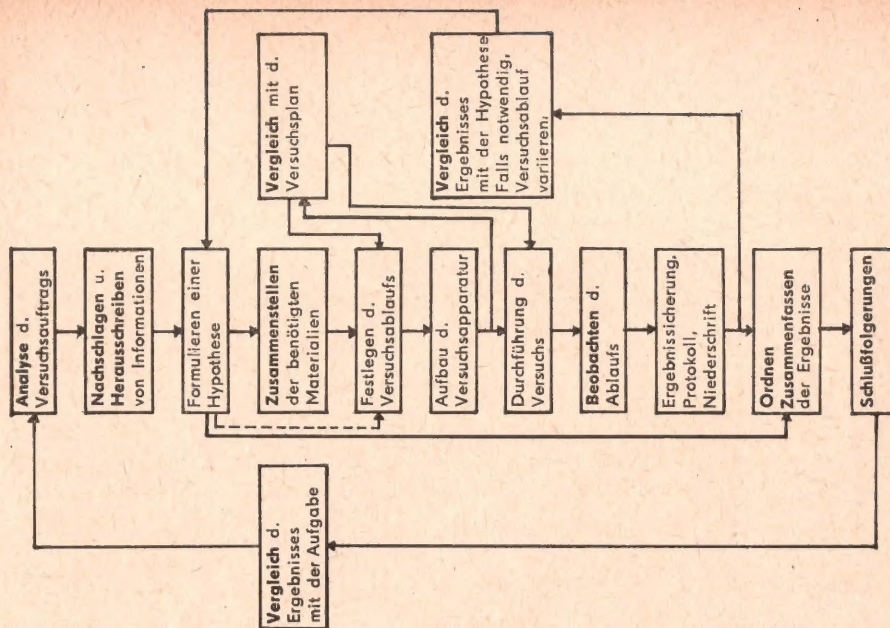 Analyse d.
Versuchsauftrags
Nachschlagen u.
Herausschreiben
von Informationen
Formulieren einer
Hypothese
Zusammenstellen
der benötigten
Materialien
Festlegen d.
Versuchsablaufs
Aufbau d.
Versuchsapparatur
Durchführung d.
Versuchs
Beobachten d.
Ablaufs
Ergebnissicherung,
Protokoll,
Niederschrift
Ordnen
Zusammenfassen
der Ergebnisse
Schlußfolgerungen
Vergleich d.
Ergebnisses
mit der Aufgabe
Vergleich mit d.
Versuchsplan
Vergleich d.
Ergebnisses
mit der Hypothese
Falls notwendig,
Versuchsablauf
variieren,